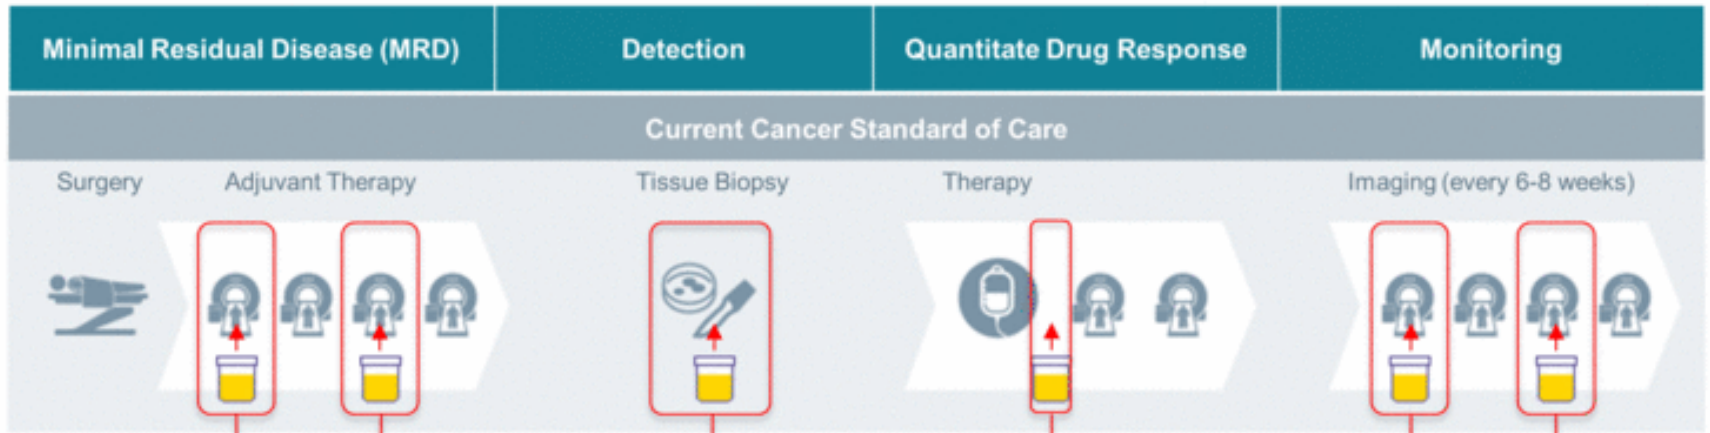 Minimal Residual Disease (MRD)
Detection
Quantitate Drug Response
Monitoring
Current Cancer Standard of Care
Surgery
Adjuvant Therapy
Tissue Biopsy
Therapy
Imaging (every 6-8 weeks)